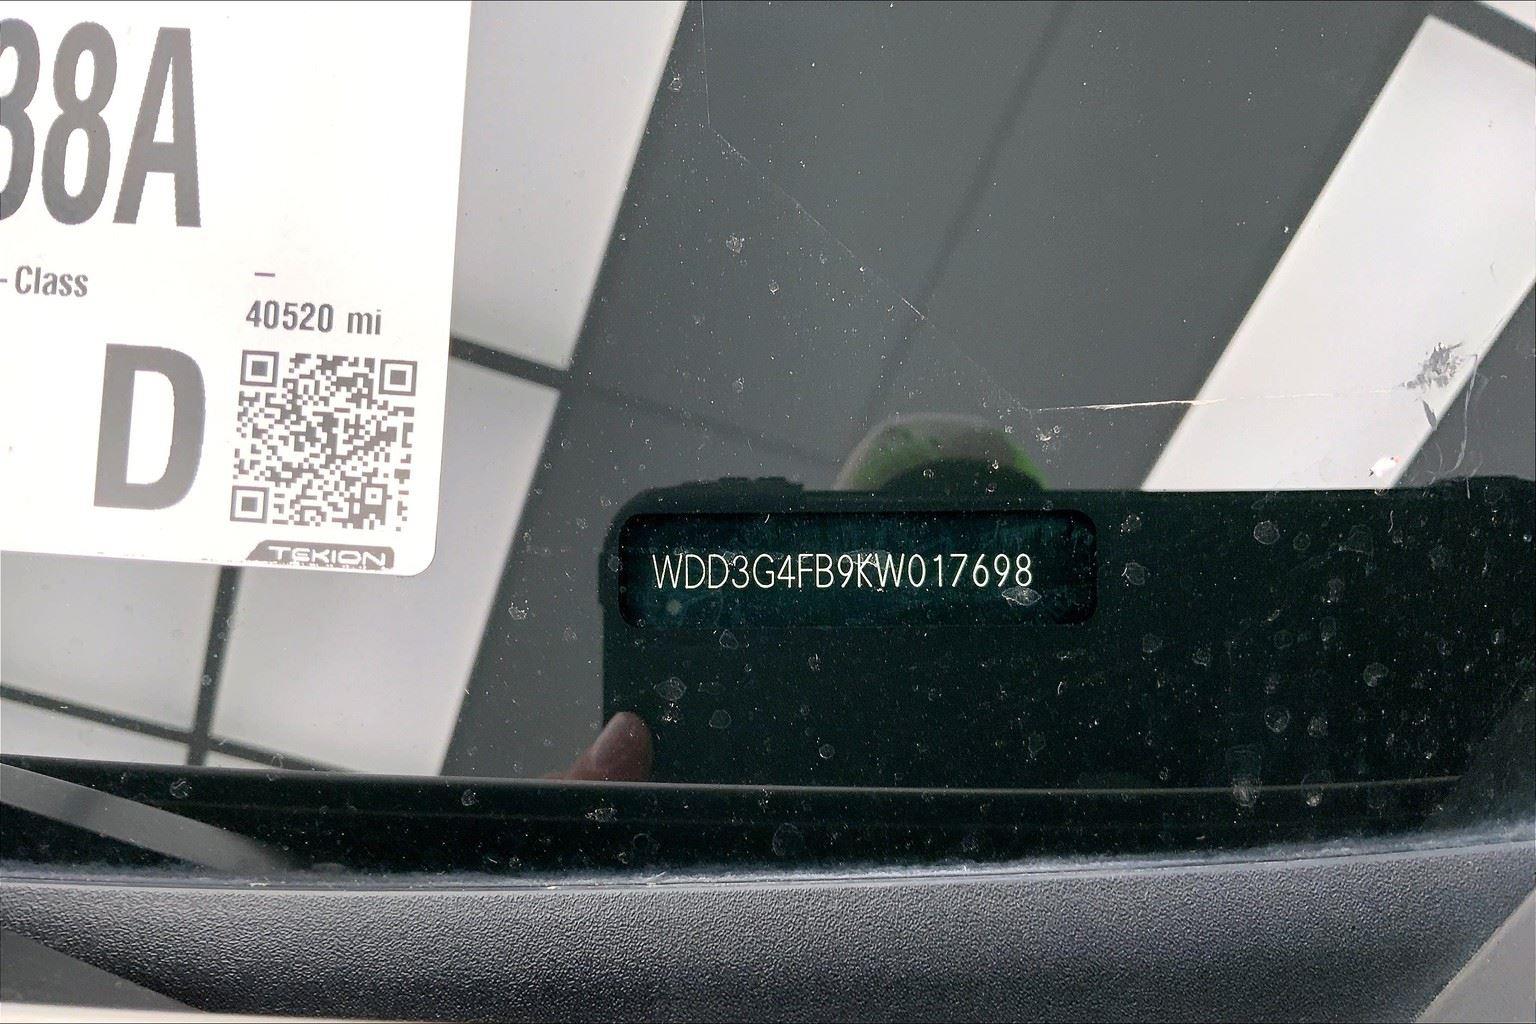 38A
- Class
–
40520 mi
D
TEKION
WDD3G4FB9KW017698